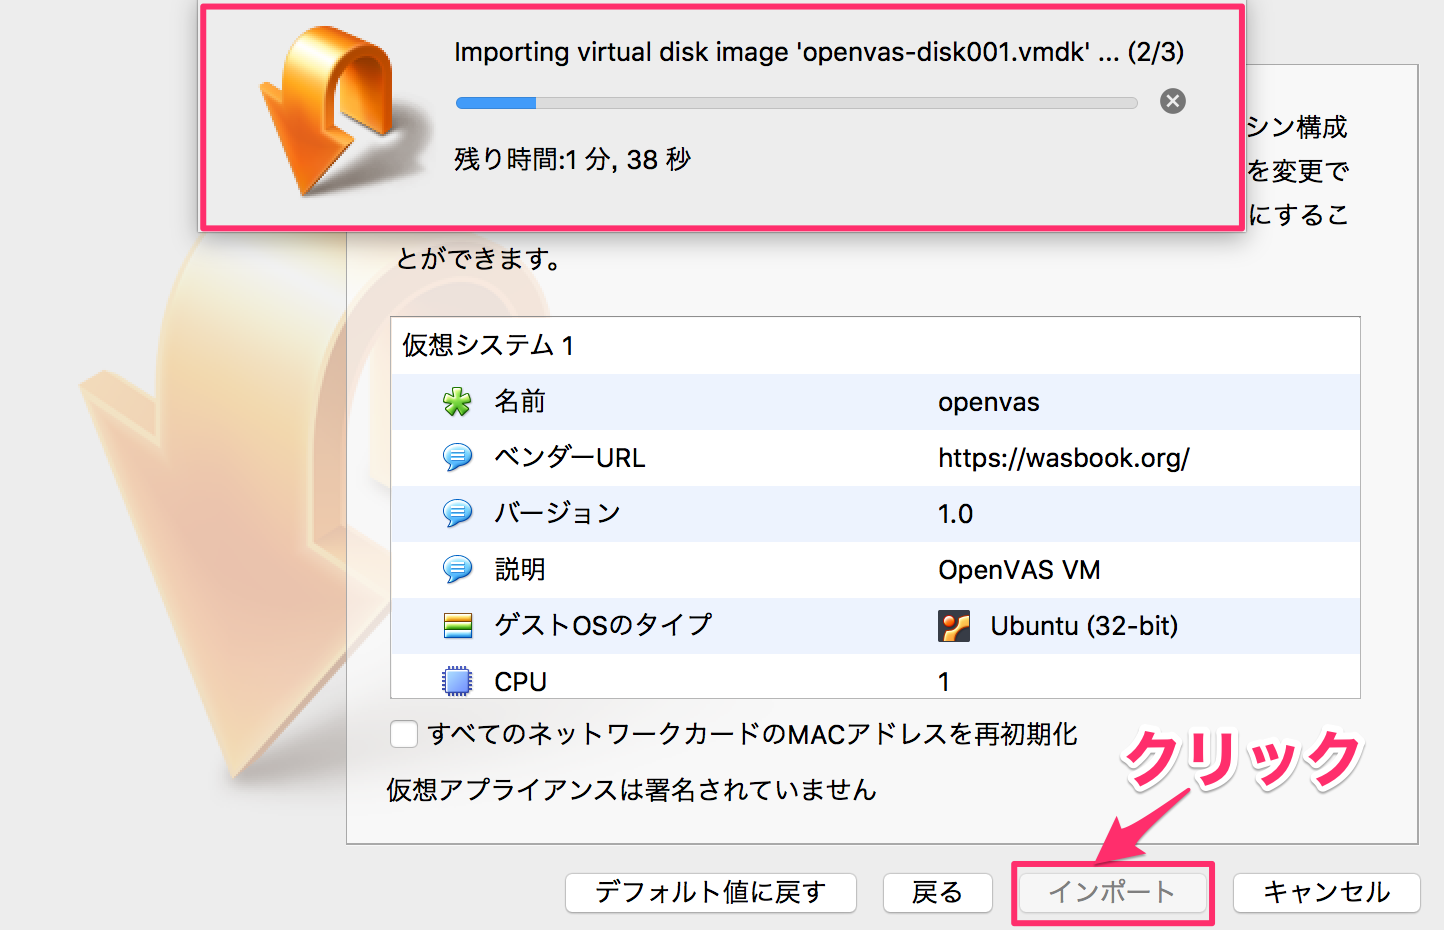 Importing virtual disk image 'openvas-disk001.vmdk' ... (2/3)
残り時間:1 分, 38 秒
シン構成
を変更で
にするこ
とができます。
仮想システム 1
名前 openvas
ベンダーURL https://wasbook.org/
バージョン 1.0
説明 OpenVAS VM
ゲストOSのタイプ Ubuntu (32-bit)
CPU 1
すべてのネットワークカードのMACアドレスを再初期化
仮想アプライアンスは署名されていません
クリック
デフォルト値に戻す 戻る インポート キャンセル